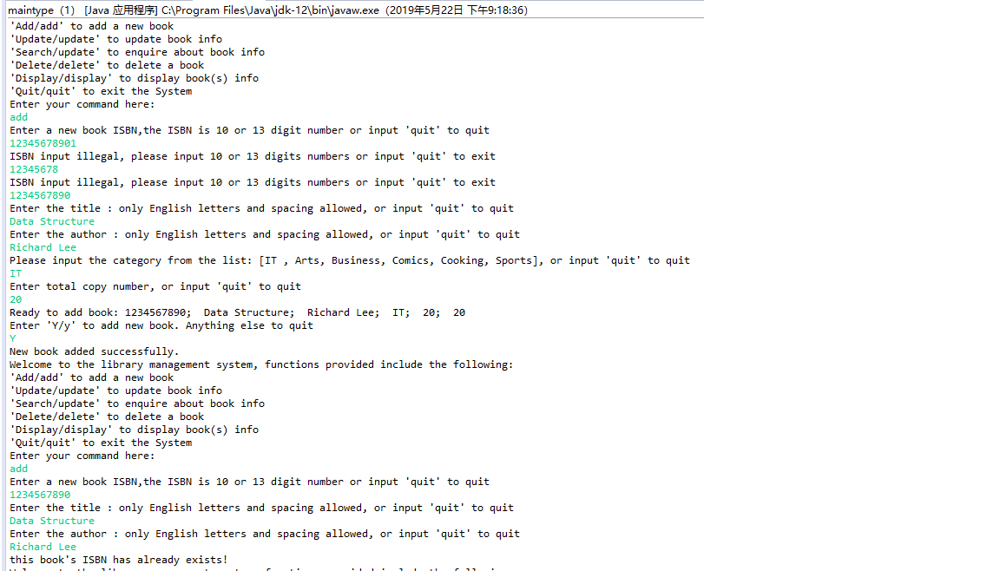 maintype (1) [Java 应用程序] C:\Program Files\Java\jdk-12\bin\javaw.exe (2019年5月22日 下午9:18:36)
'Add/add' to add a new book
'Update/update' to update book info
'Search/update' to enquire about book info
'Delete/delete' to delete a book
'Display/display' to display book(s) info
'Quit/quit' to exit the System
Enter your command here:
add
Enter a new book ISBN,the ISBN is 10 or 13 digit number or input 'quit' to quit
12345678901
ISBN input illegal, please input 10 or 13 digits numbers or input 'quit' to exit
12345678
ISBN input illegal, please input 10 or 13 digits numbers or input 'quit' to exit
1234567890
Enter the title : only English letters and spacing allowed, or input 'quit' to quit
Data Structure
Enter the author : only English letters and spacing allowed, or input 'quit' to quit
Richard Lee
Please input the category from the list: [IT , Arts, Business, Comics, Cooking, Sports], or input 'quit' to quit
IT
Enter total copy number, or input 'quit' to quit
20
Ready to add book: 1234567890;  Data Structure;  Richard Lee;  IT;  20;  20
Enter 'Y/y' to add new book. Anything else to quit
Y
New book added successfully.
Welcome to the library management system, functions provided include the following:
'Add/add' to add a new book
'Update/update' to update book info
'Search/update' to enquire about book info
'Delete/delete' to delete a book
'Display/display' to display book(s) info
'Quit/quit' to exit the System
Enter your command here:
add
Enter a new book ISBN,the ISBN is 10 or 13 digit number or input 'quit' to quit
1234567890
Enter the title : only English letters and spacing allowed, or input 'quit' to quit
Data Structure
Enter the author : only English letters and spacing allowed, or input 'quit' to quit
Richard Lee
this book's ISBN has already exists!